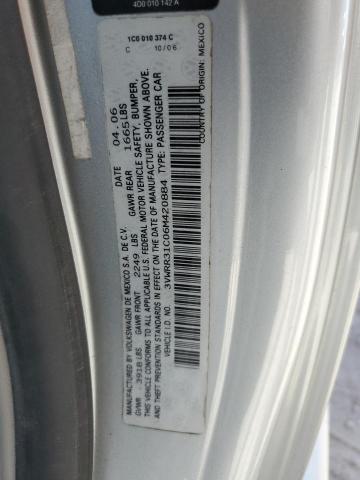 4D0 010 142 A
1C0 010 374 C
C 10/06
MANUFACTURED BY VOLKSWAGEN DE MEXICO S.A. DE C.V. DATE 04.06
GVWR 3918 LBS GAWR FRONT 2249 LBS GAWR REAR 1665 LBS
THIS VEHICLE CONFORMS TO ALL APPLICABLE U.S. FEDERAL MOTOR VEHICLE SAFETY, BUMPER,
AND THEFT PREVENTION STANDARDS IN EFFECT ON THE DATE OF MANUFACTURE SHOWN ABOVE.
VEHICLE I.D. NO. 3VWRR31C06M420884 TYPE: PASSENGER CAR
COUNTRY OF ORIGIN: MEXICO